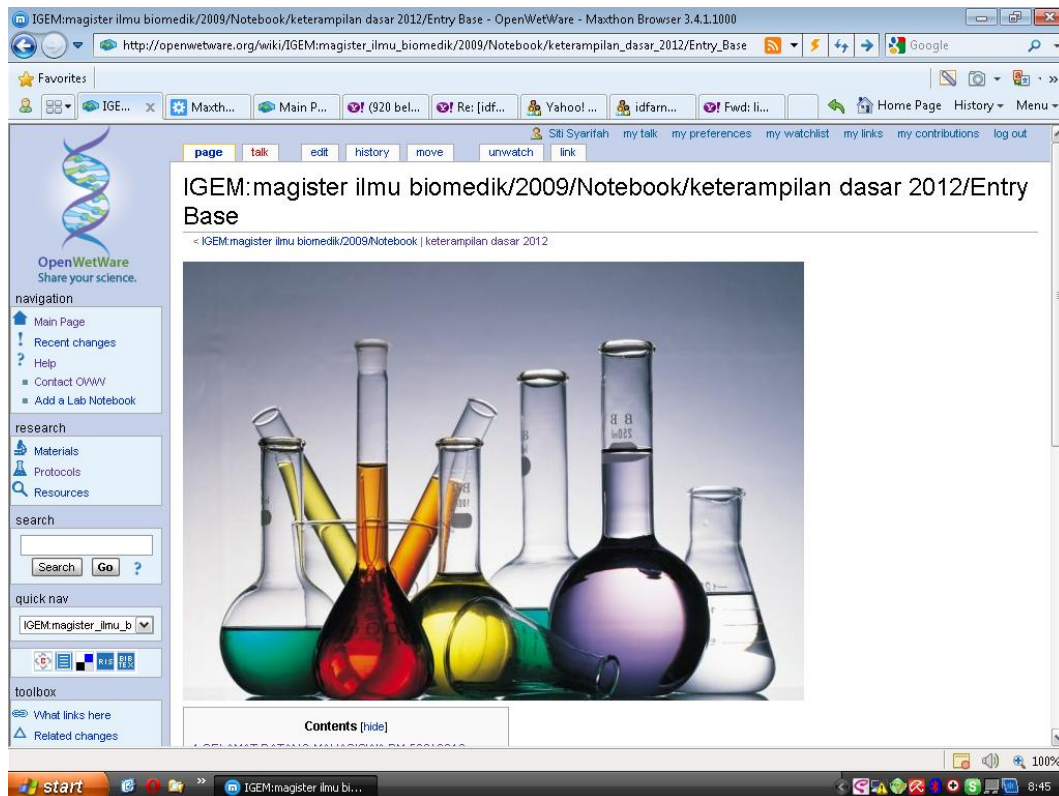 IGEM:magister ilmu biomedik/2009/Notebook/keterampilan dasar 2012/Entry Base - OpenWetWare - Maxthon Browser 3.4.1.1000
http://openwetware.org/wiki/IGEM:magister_ilmu_biomedik/2009/Notebook/keterampilan_dasar_2012/Entry_Base
Google
Favorites
IGE... Maxth... Main P... (920 bel... Re: [idf... Yahoo! ... idfarn... Fwd: li... Home Page History Menu
Siti Syarifah my talk my preferences my watchlist my links my contributions log out
page talk edit history move unwatch link
IGEM:magister ilmu biomedik/2009/Notebook/keterampilan dasar 2012/Entry
Base
< IGEM:magister ilmu biomedik/2009/Notebook | keterampilan dasar 2012
OpenWetWare
Share your science.
navigation
Main Page
Recent changes
Help
Contact OWW
Add a Lab Notebook
research
Materials
Protocols
Resources
search
Search Go ?
quick nav
IGEM:magister_ilmu_b
RIS BIB TEX
toolbox
What links here
Related changes
B B
250ml
Contents [hide]
100%
start
IGEM:magister ilmu bi...
8:45